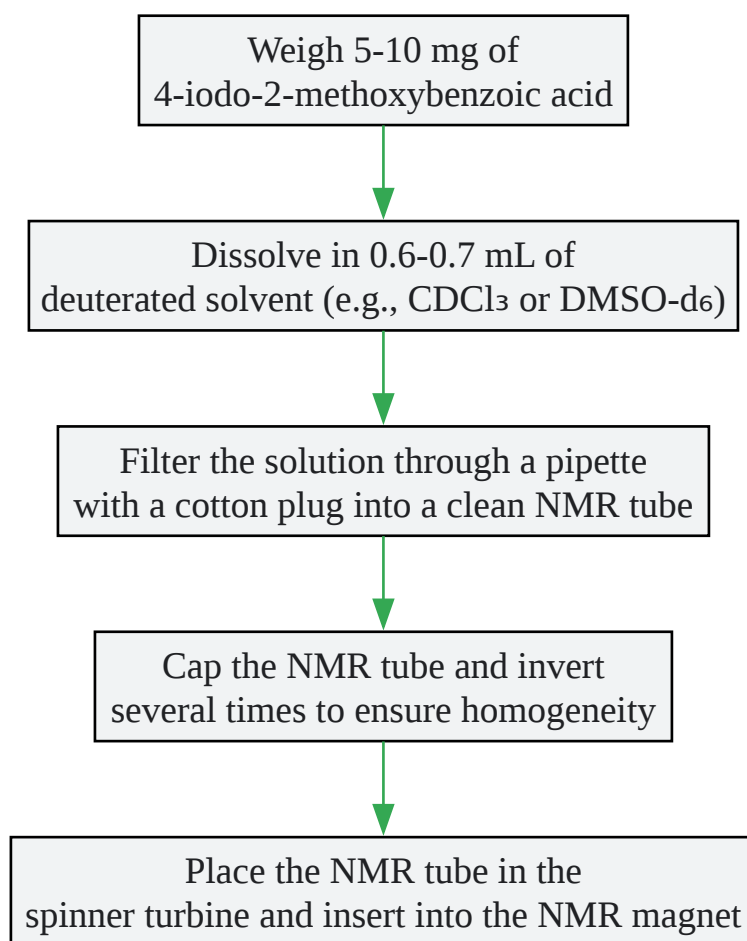 Weigh 5-10 mg of
4-iodo-2-methoxybenzoic acid
Dissolve in 0.6-0.7 mL of
deuterated solvent (e.g., CDCl₃ or DMSO-d₆)
Filter the solution through a pipette
with a cotton plug into a clean NMR tube
Cap the NMR tube and invert
several times to ensure homogeneity
Place the NMR tube in the
spinner turbine and insert into the NMR magnet